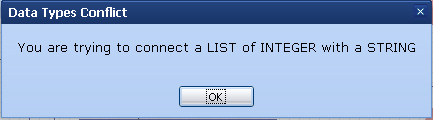 Data Types Conflict
You are trying to connect a LIST of INTEGER with a STRING
OK